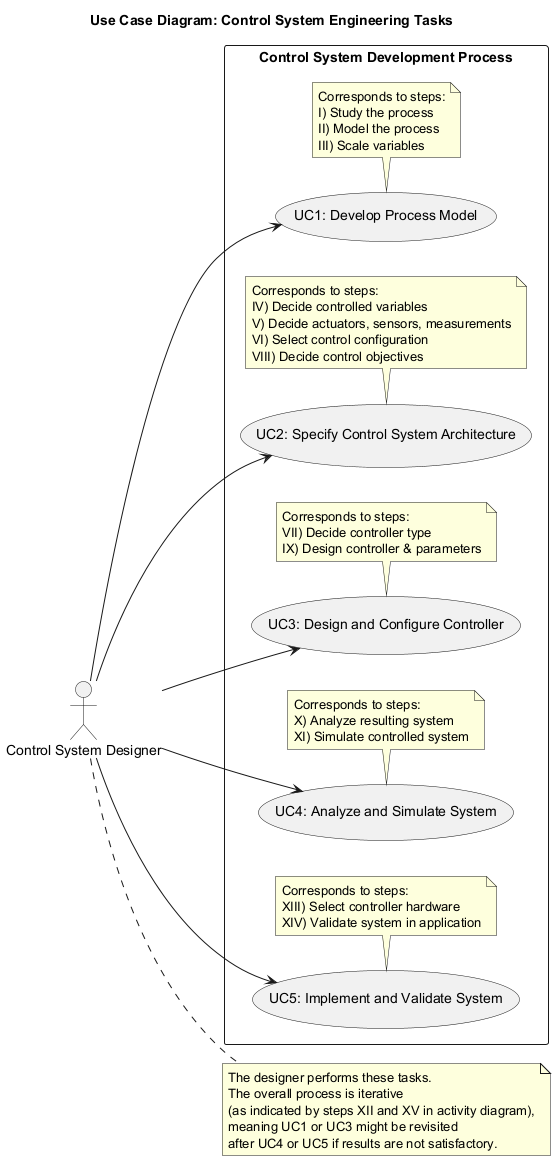 Use Case Diagram: Control System Engineering Tasks
Control System Development Process
Corresponds to steps:
I) Study the process
II) Model the process
III) Scale variables
UC1: Develop Process Model
Corresponds to steps:
IV) Decide controlled variables
V) Decide actuators, sensors, measurements
VI) Select control configuration
VIII) Decide control objectives
UC2: Specify Control System Architecture
Corresponds to steps:
VII) Decide controller type
IX) Design controller & parameters
UC3: Design and Configure Controller
Control System Designer
Corresponds to steps:
X) Analyze resulting system
XI) Simulate controlled system
UC4: Analyze and Simulate System
Corresponds to steps:
XIII) Select controller hardware
XIV) Validate system in application
UC5: Implement and Validate System
The designer performs these tasks.
The overall process is iterative
(as indicated by steps XII and XV in activity diagram),
meaning UC1 or UC3 might be revisited
after UC4 or UC5 if results are not satisfactory.